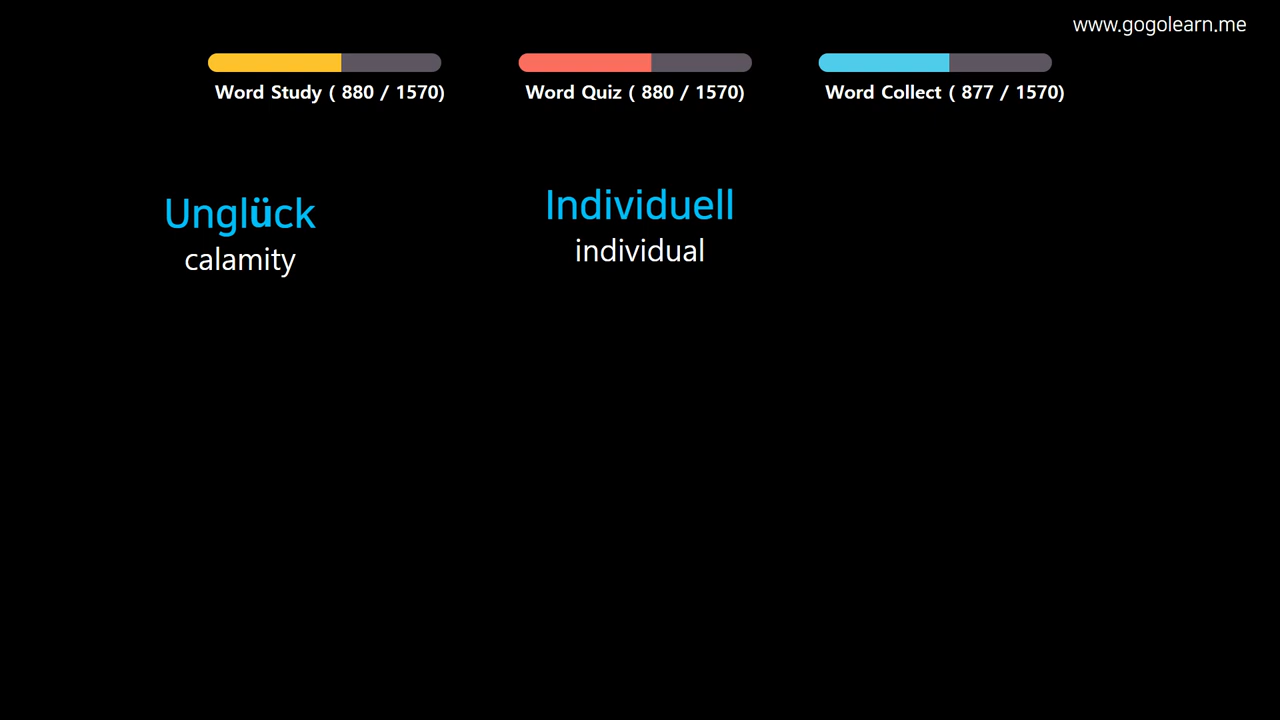 www.gogolearn.me
Word Study ( 880 / 1570)
Word Quiz ( 880 / 1570)
Word Collect ( 877 / 1570)
Unglück
calamity
Individuell
individual